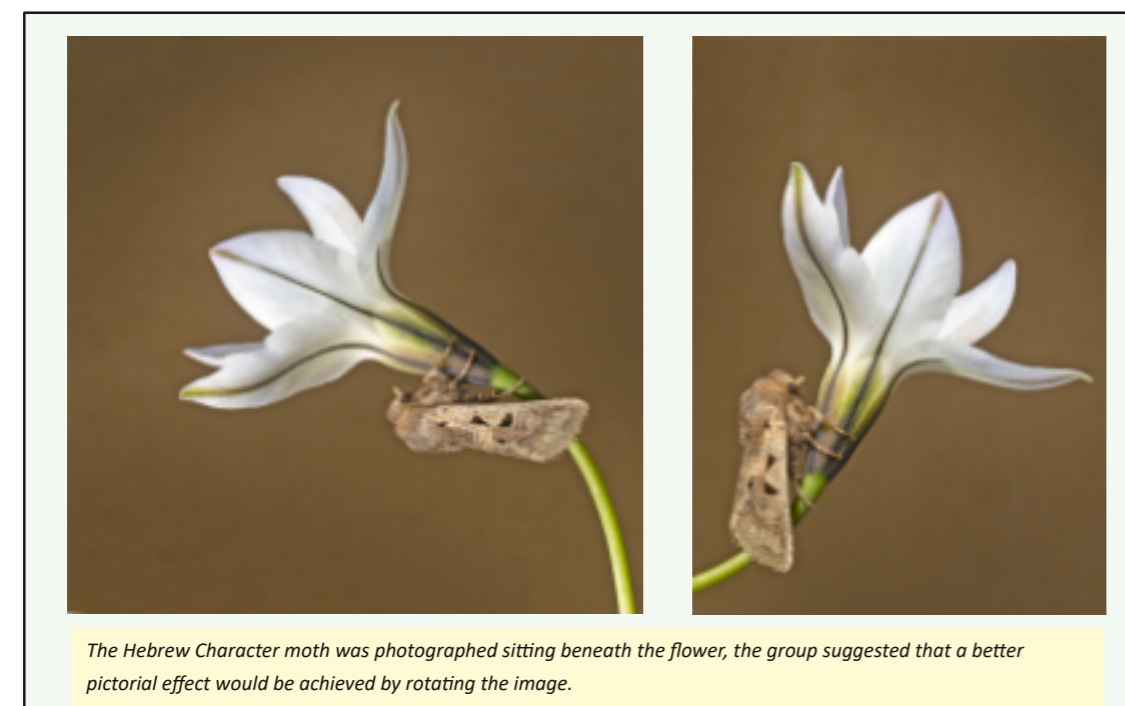 The Hebrew Character moth was photographed sitting beneath the flower, the group suggested that a better
pictorial effect would be achieved by rotating the image.